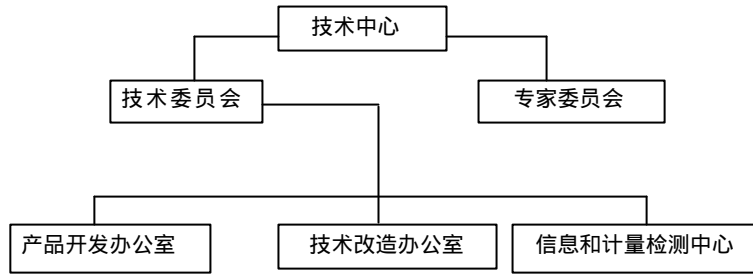 技术中心
技术委员会
专家委员会
产品开发办公室
技术改造办公室
信息和计量检测中心